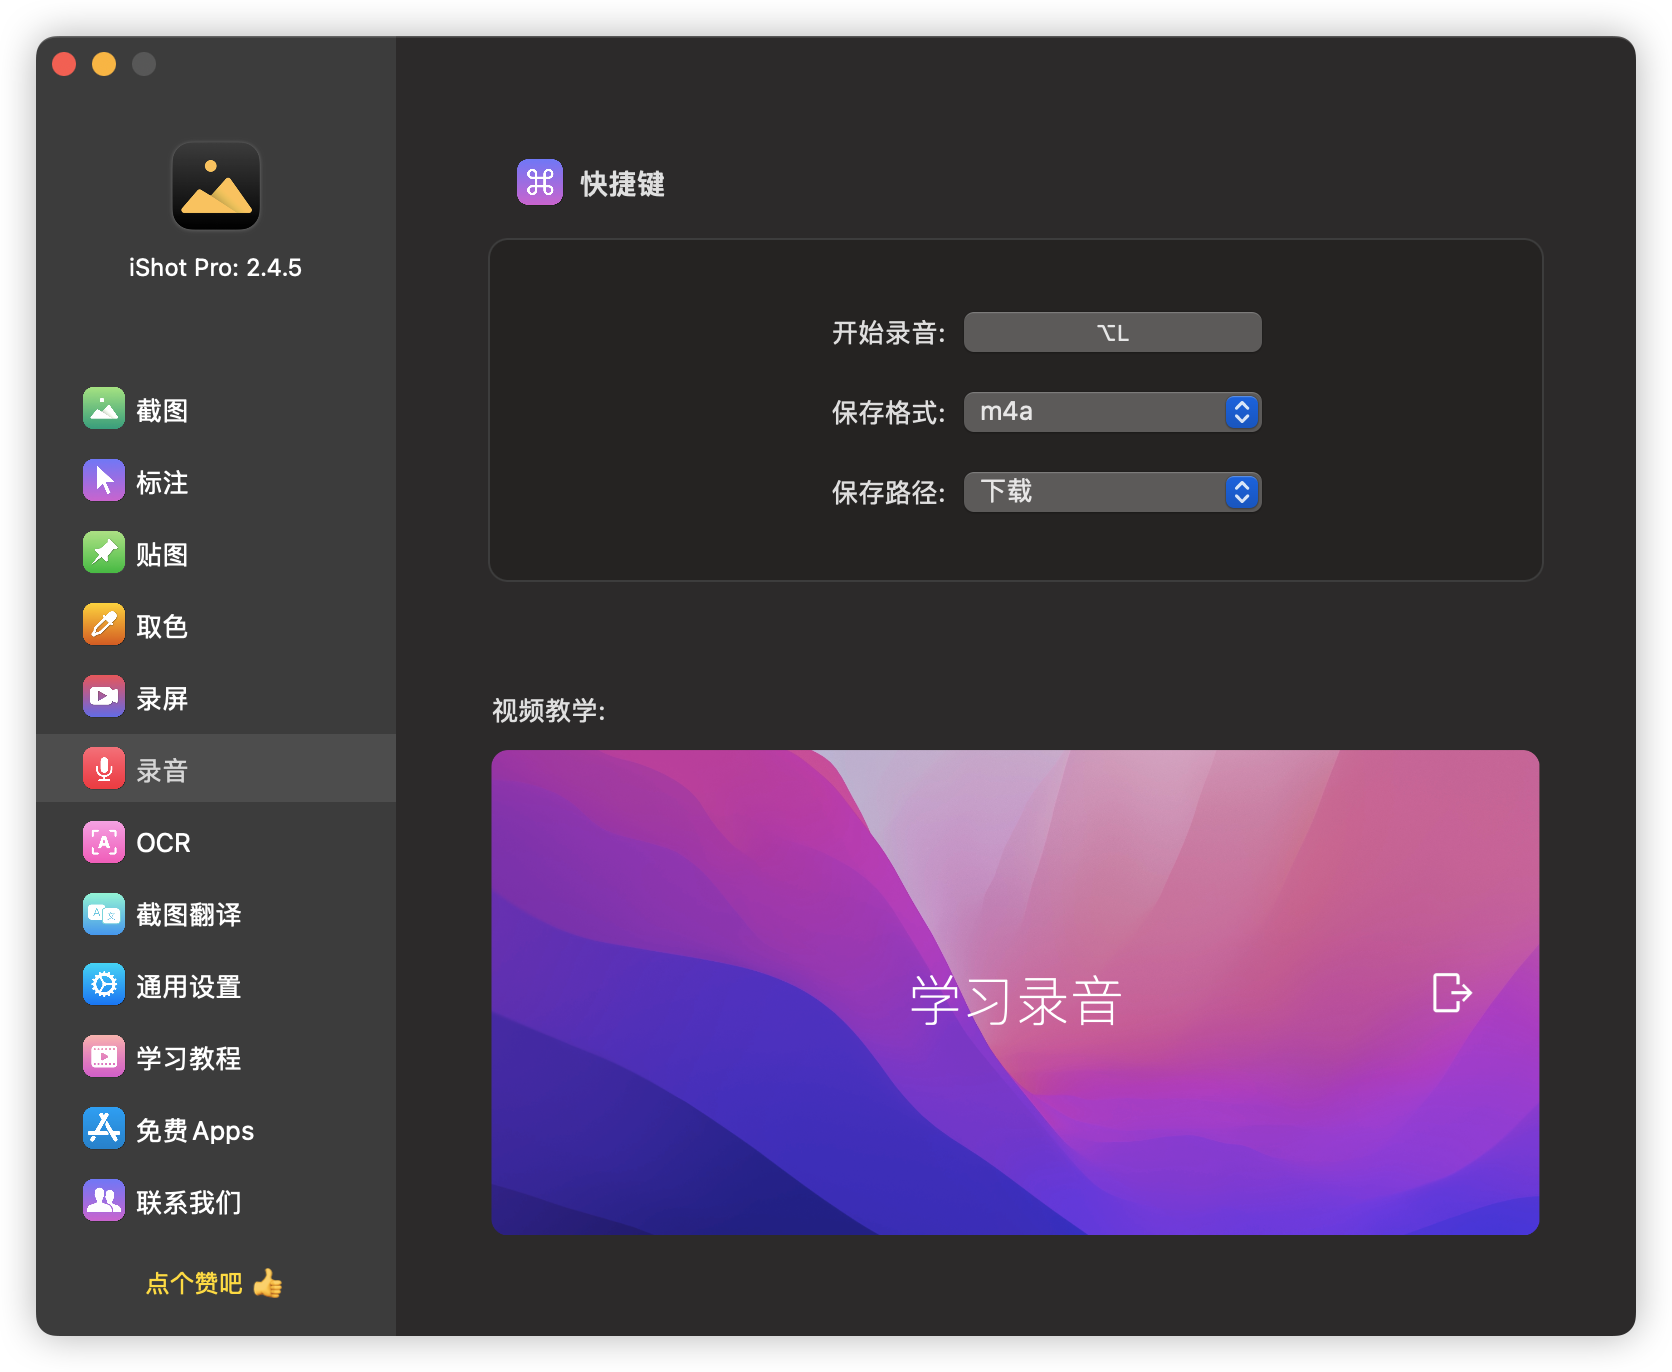 iShot Pro: 2.4.5
截图
标注
贴图
取色
录屏
录音
OCR
截图翻译
通用设置
学习教程
免费 Apps
联系我们
点个赞吧 👍
快捷键
开始录音: ⌥L
保存格式: m4a
保存路径: 下载
视频教学:
学习录音